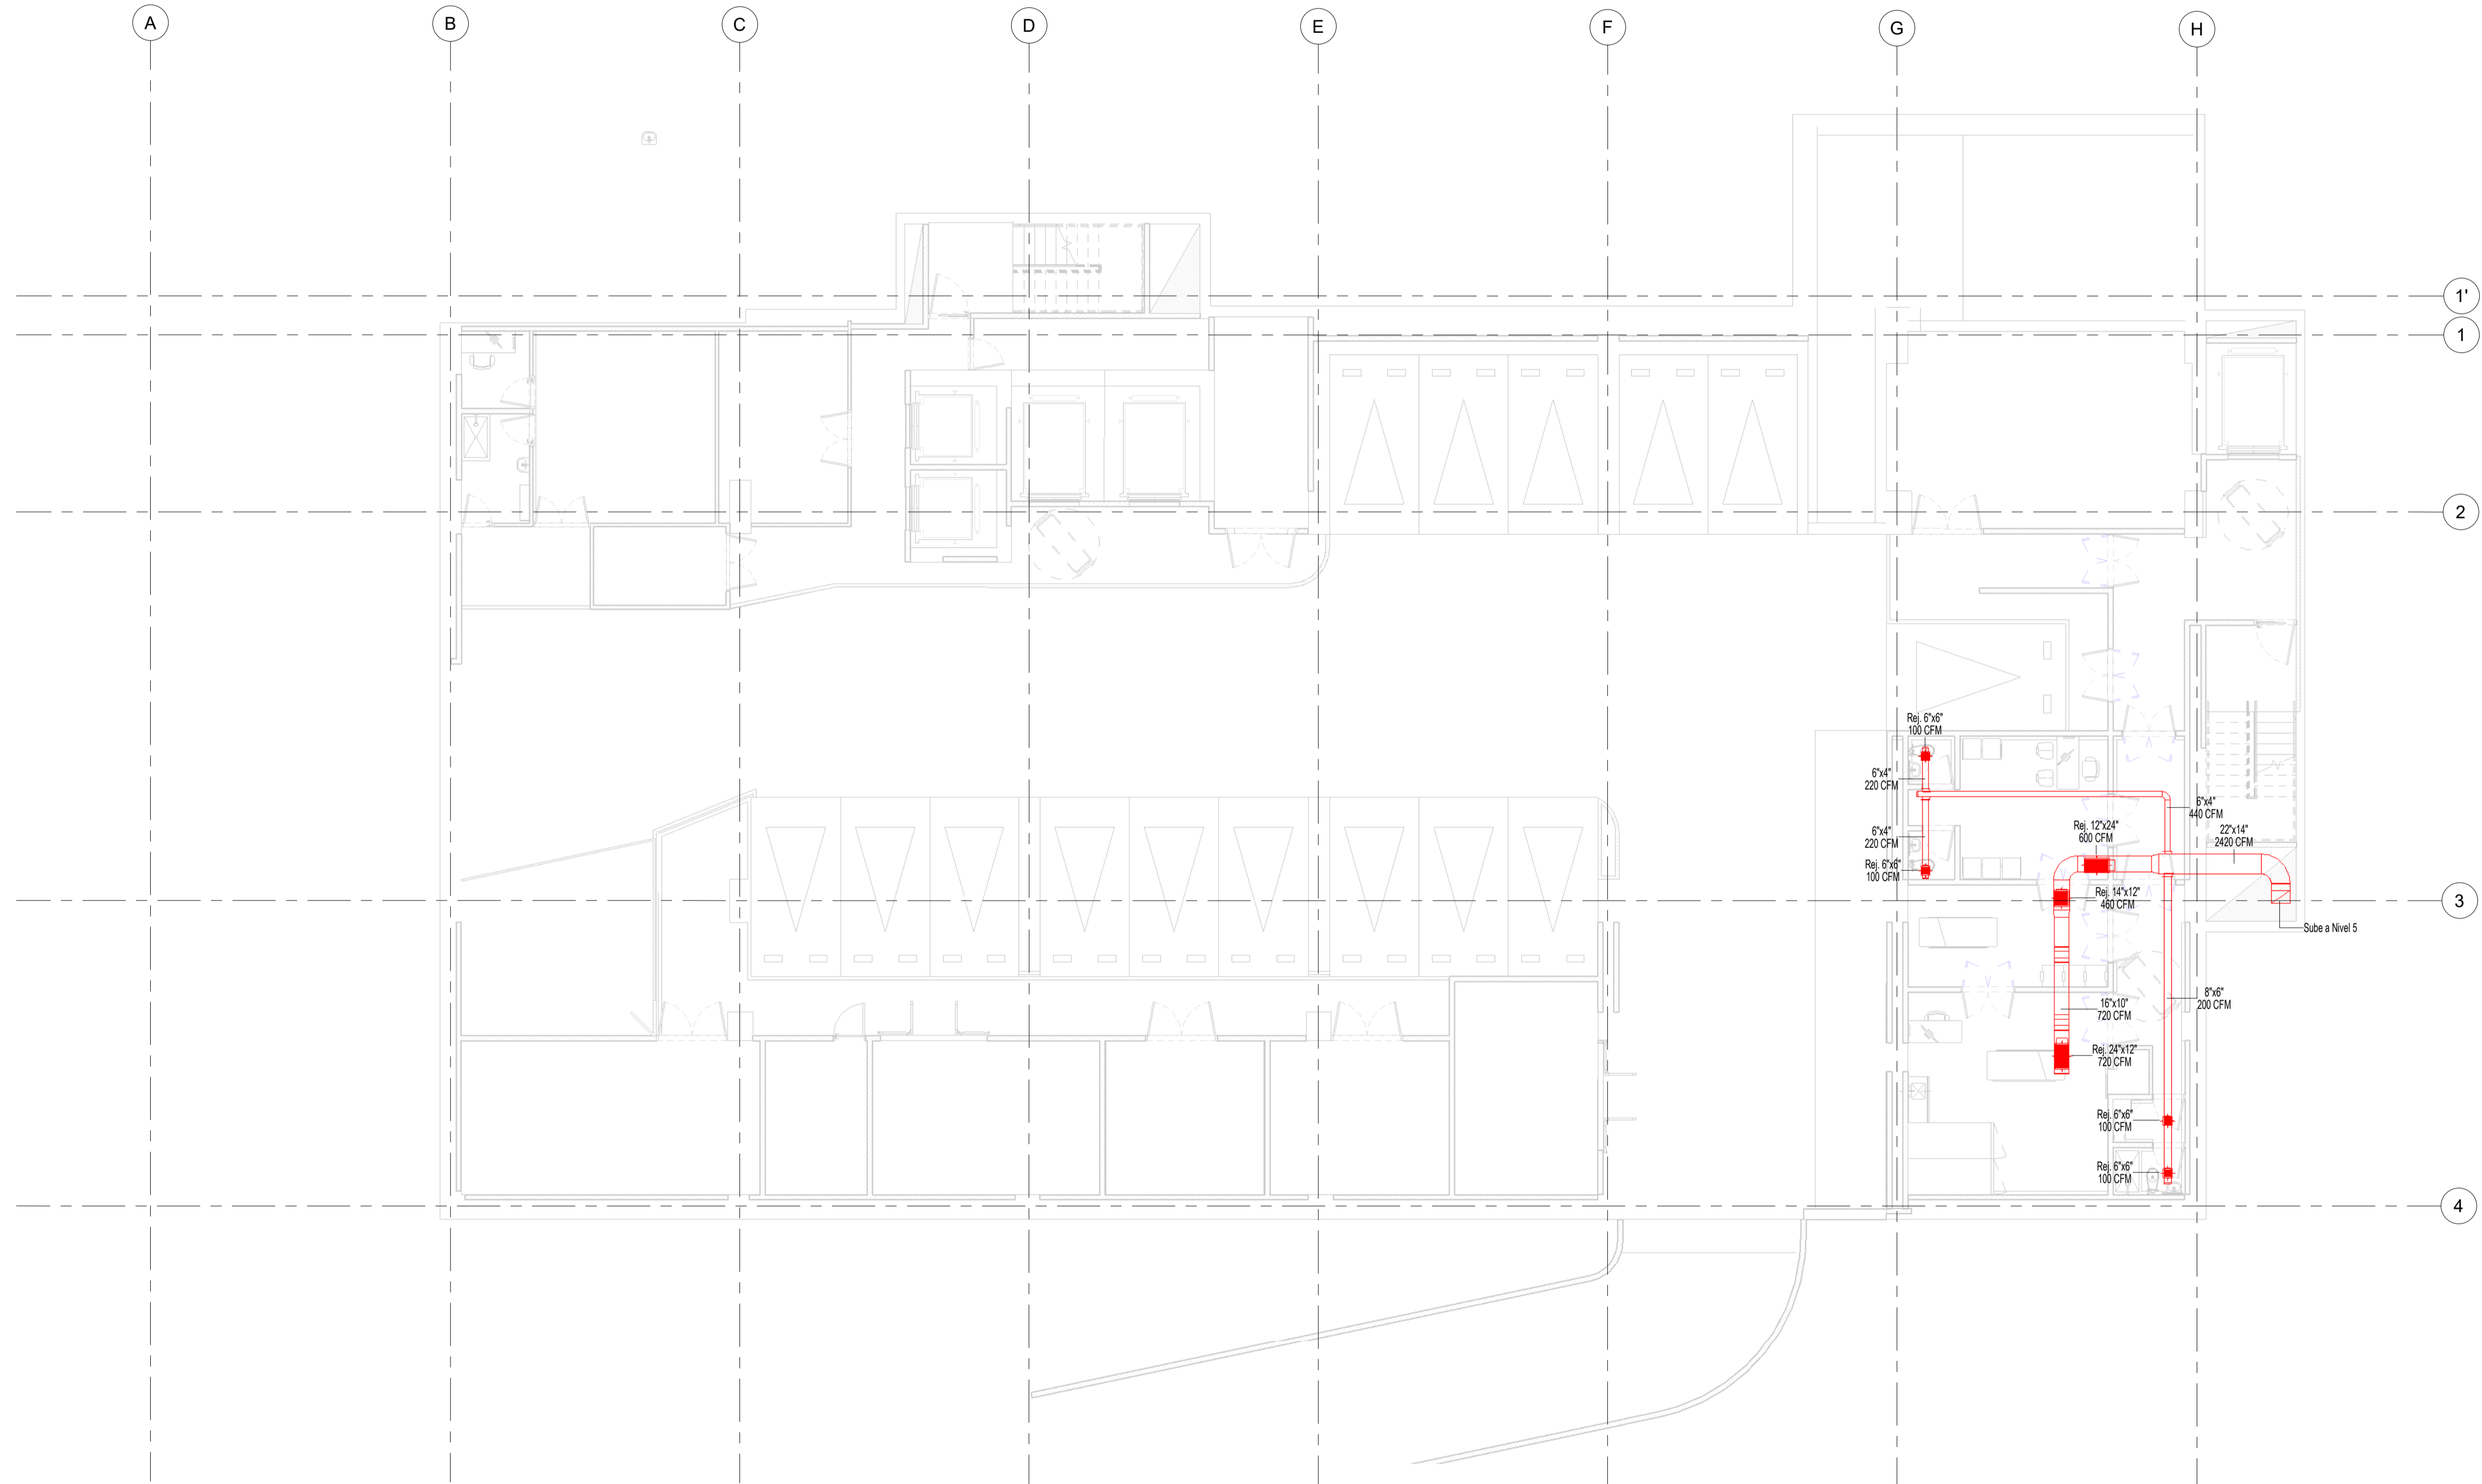 A
B
C
D
E
F
G
H
1'
1
2
Rej. 6"x6"
100 CFM
6"x4"
220 CFM
6"x4"
440 CFM
Rej. 12"x24"
600 CFM
22"x14"
2420 CFM
6"x4"
220 CFM
Rej. 6"x6"
100 CFM
Rej. 14"x12"
460 CFM
3
Sube a Nivel 5
8"x6"
200 CFM
16"x10"
720 CFM
Rej. 24"x12"
720 CFM
Rej. 6"x6"
100 CFM
Rej. 6"x6"
100 CFM
4